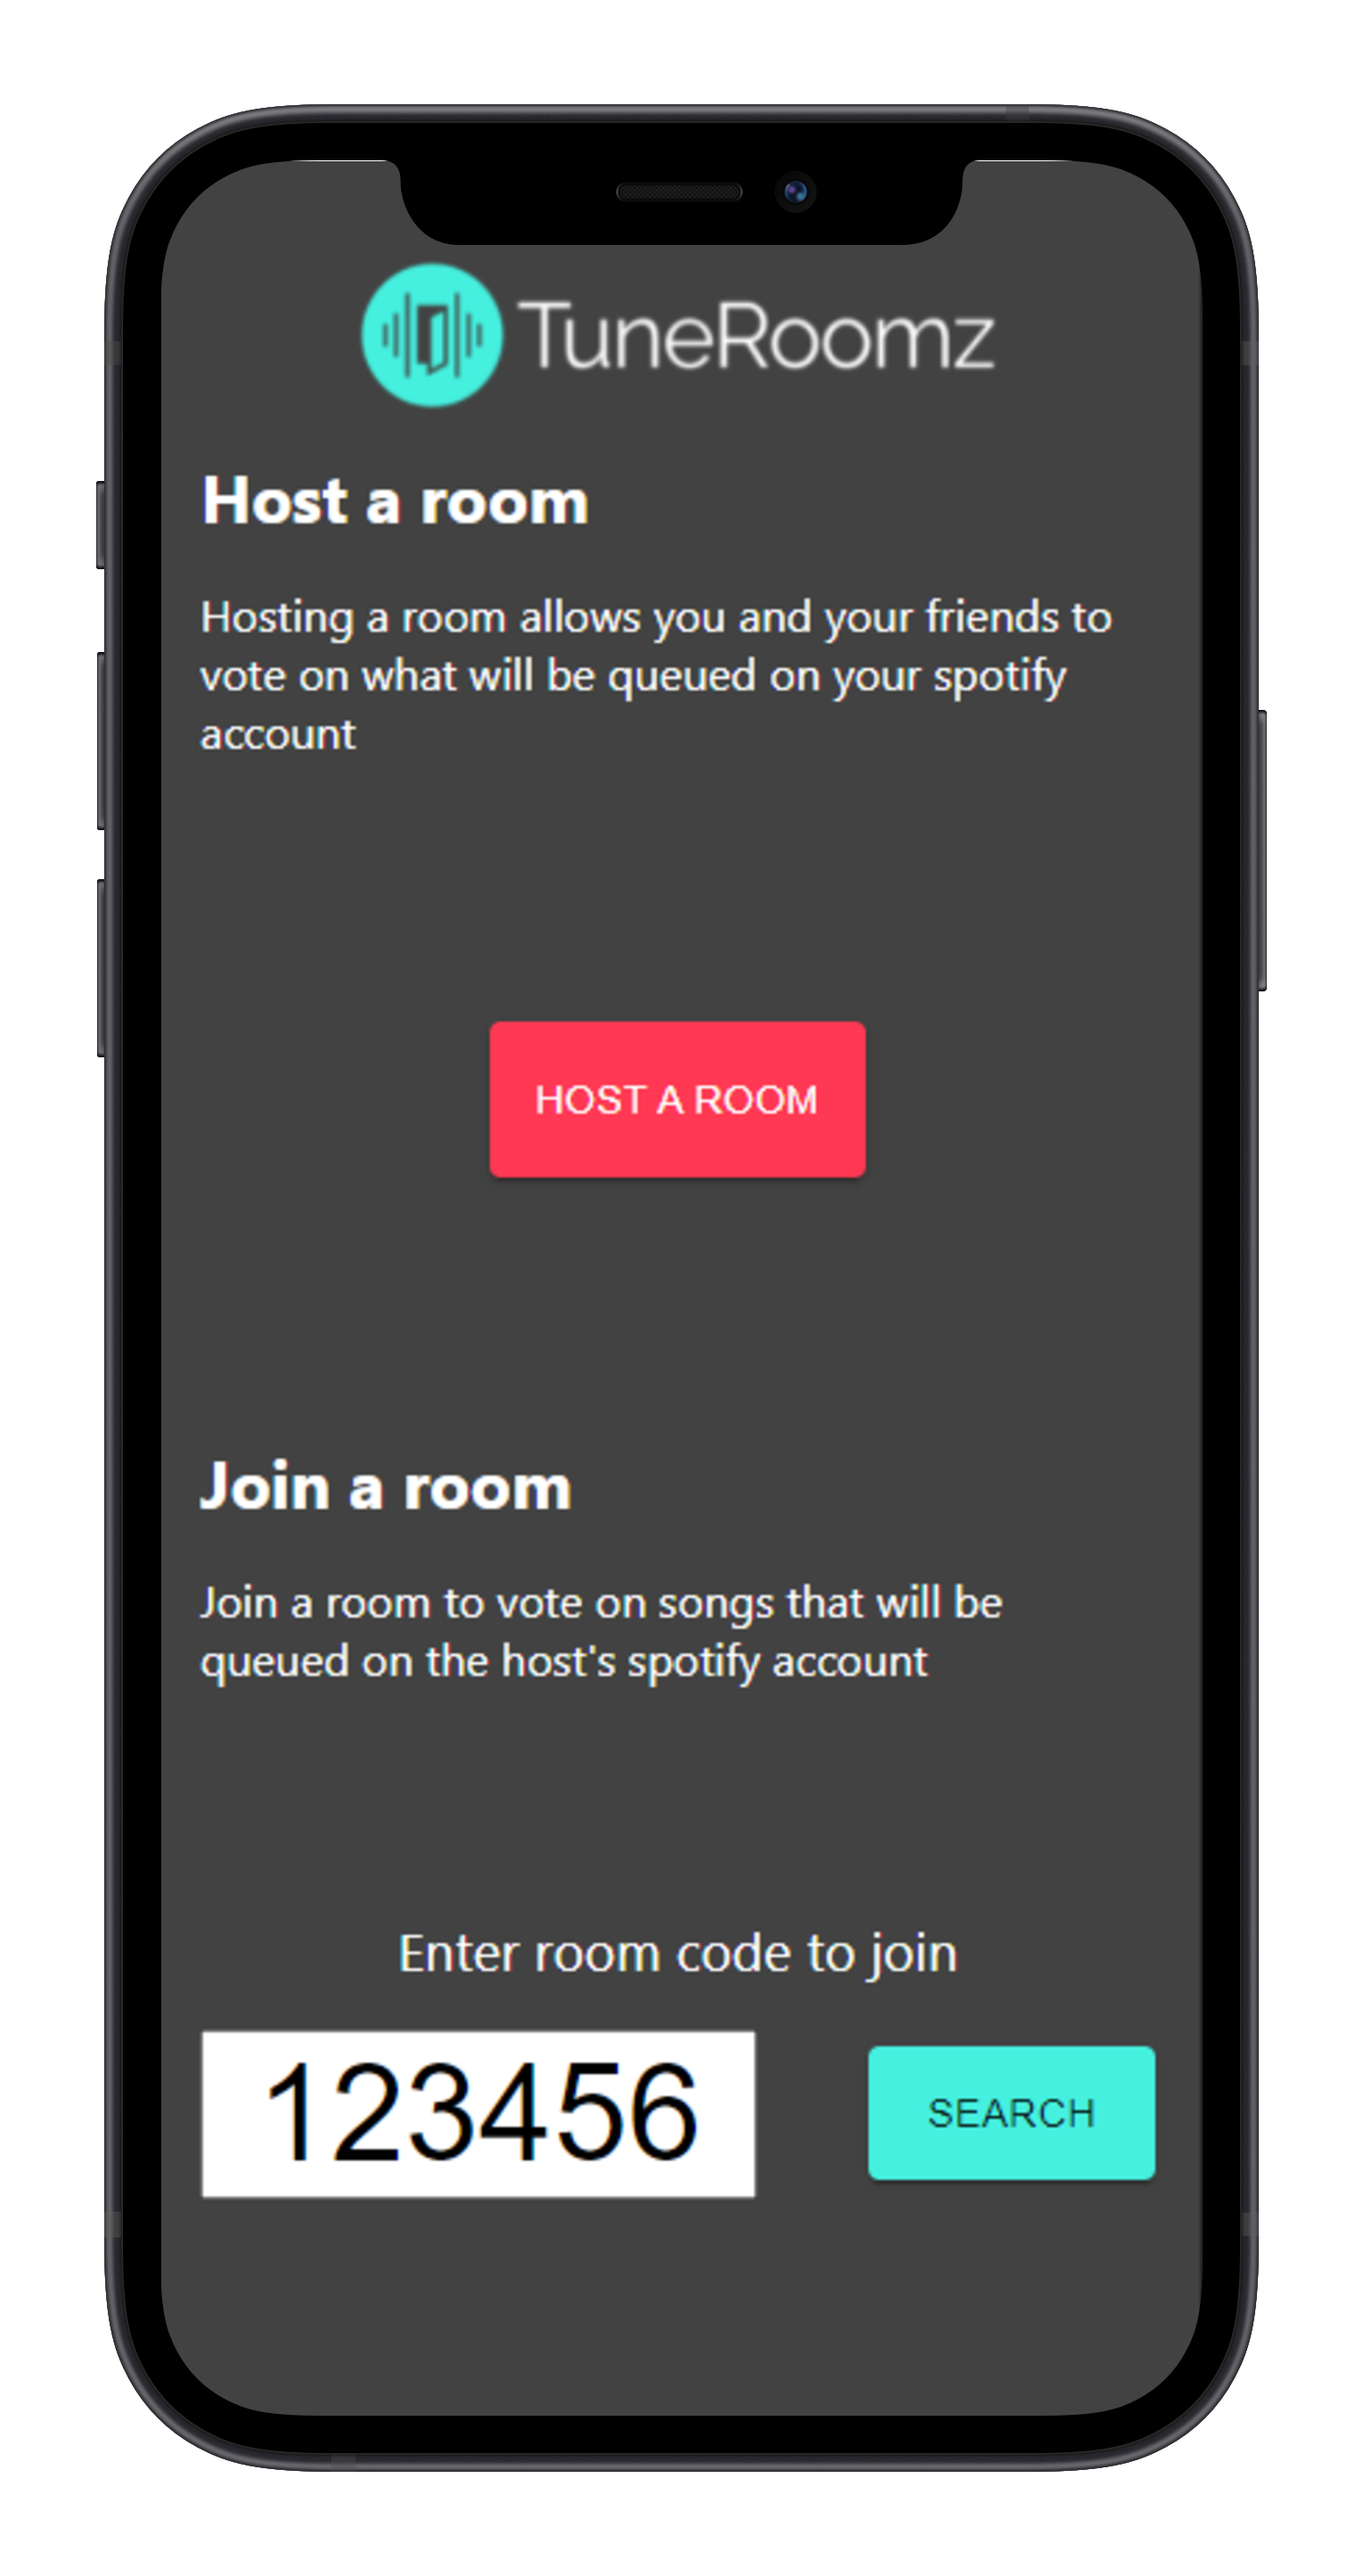 TuneRoomz
Host a room
Hosting a room allows you and your friends to
vote on what will be queued on your spotify
account
HOST A ROOM
Join a room
Join a room to vote on songs that will be
queued on the host's spotify account
Enter room code to join
123456
SEARCH